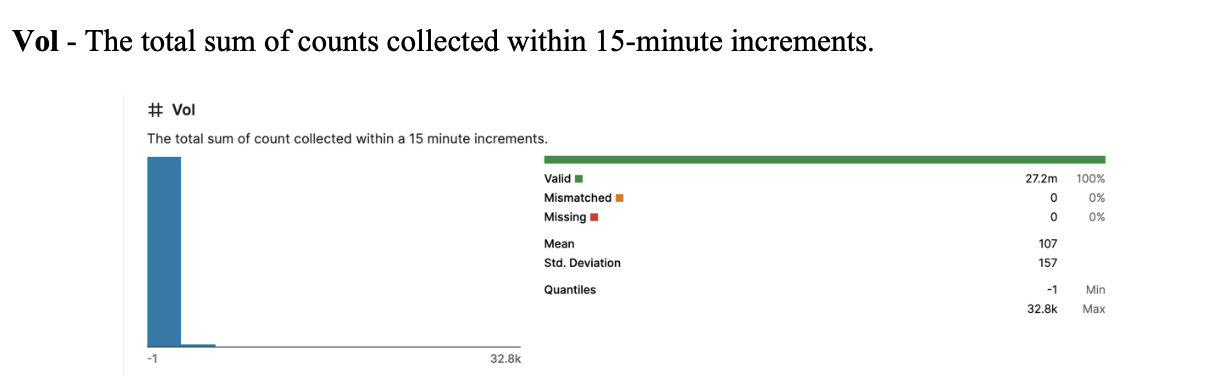 Vol - The total sum of counts collected within 15-minute increments.
# Vol
The total sum of count collected within a 15 minute increments.
Valid 27.2m 100%
Mismatched 0 0%
Missing 0 0%
Mean 107
Std. Deviation 157
Quantiles -1 Min
32.8k Max
-1 32.8k